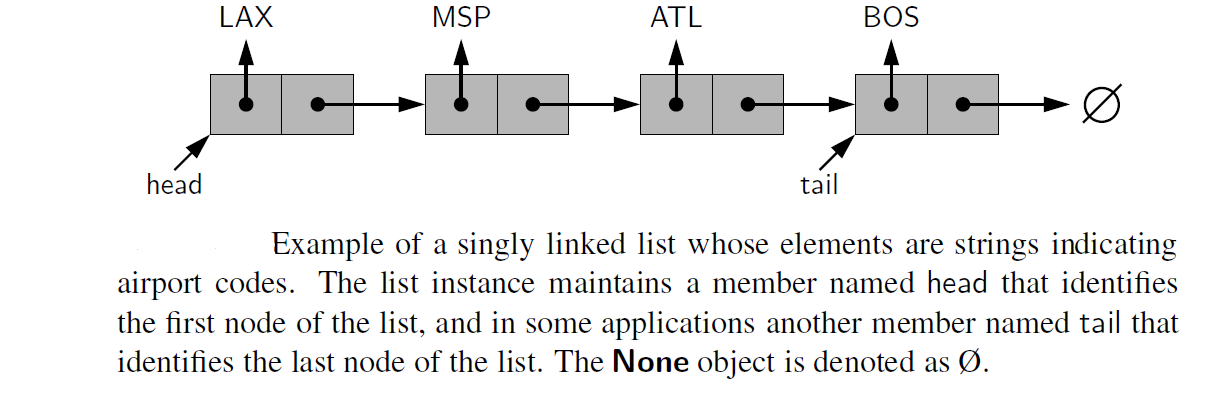 LAX MSP ATL BOS
∅
head tail
Example of a singly linked list whose elements are strings indicating
airport codes. The list instance maintains a member named head that identifies
the first node of the list, and in some applications another member named tail that
identifies the last node of the list. The None object is denoted as Ø.